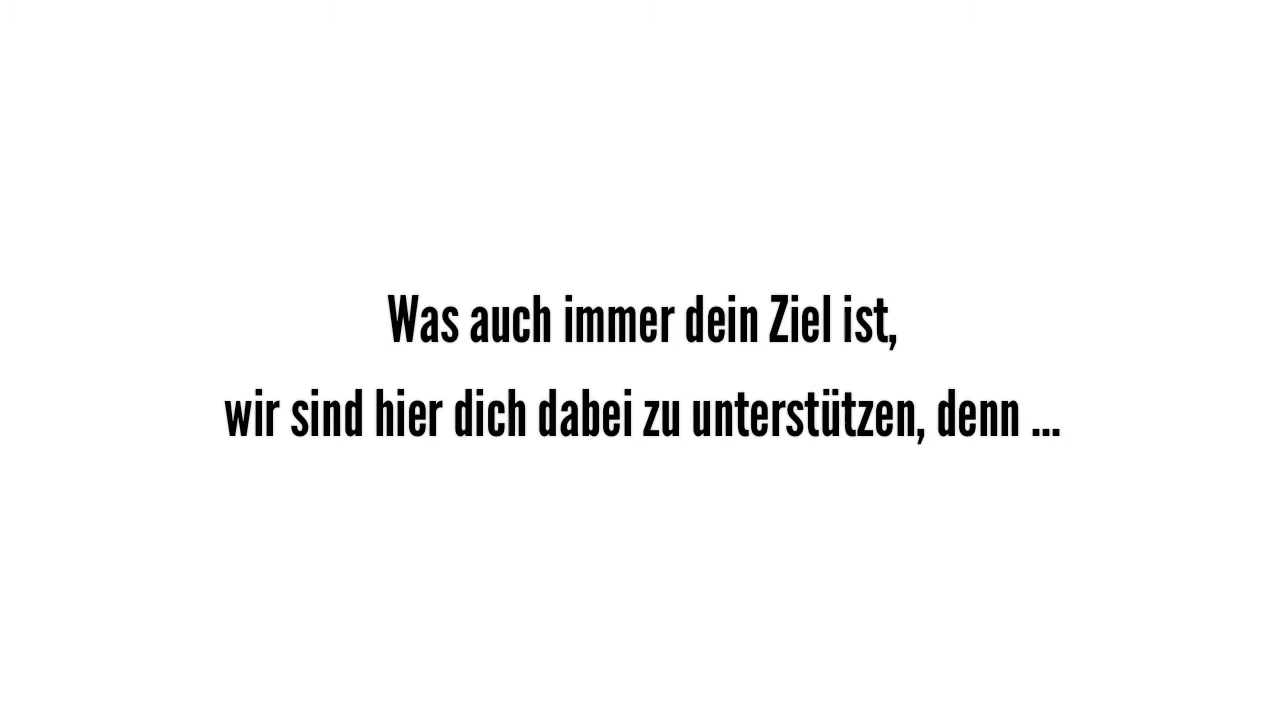 Was auch immer dein Ziel ist,
wir sind hier dich dabei zu unterstützen, denn ...